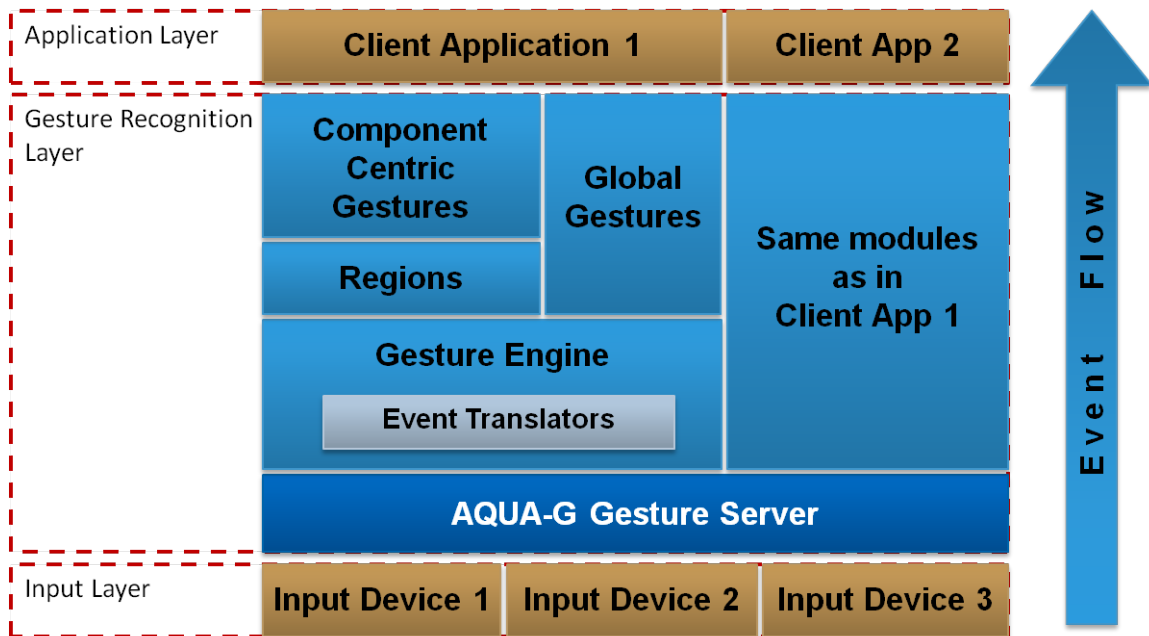 Application Layer
Client Application 1
Client App 2
Gesture Recognition
Layer
Component
Centric
Gestures
Global
Gestures
Regions
Same modules
as in
Client App 1
Gesture Engine
Event Translators
AQUA-G Gesture Server
Input Layer
Input Device 1
Input Device 2
Input Device 3
Event Flow